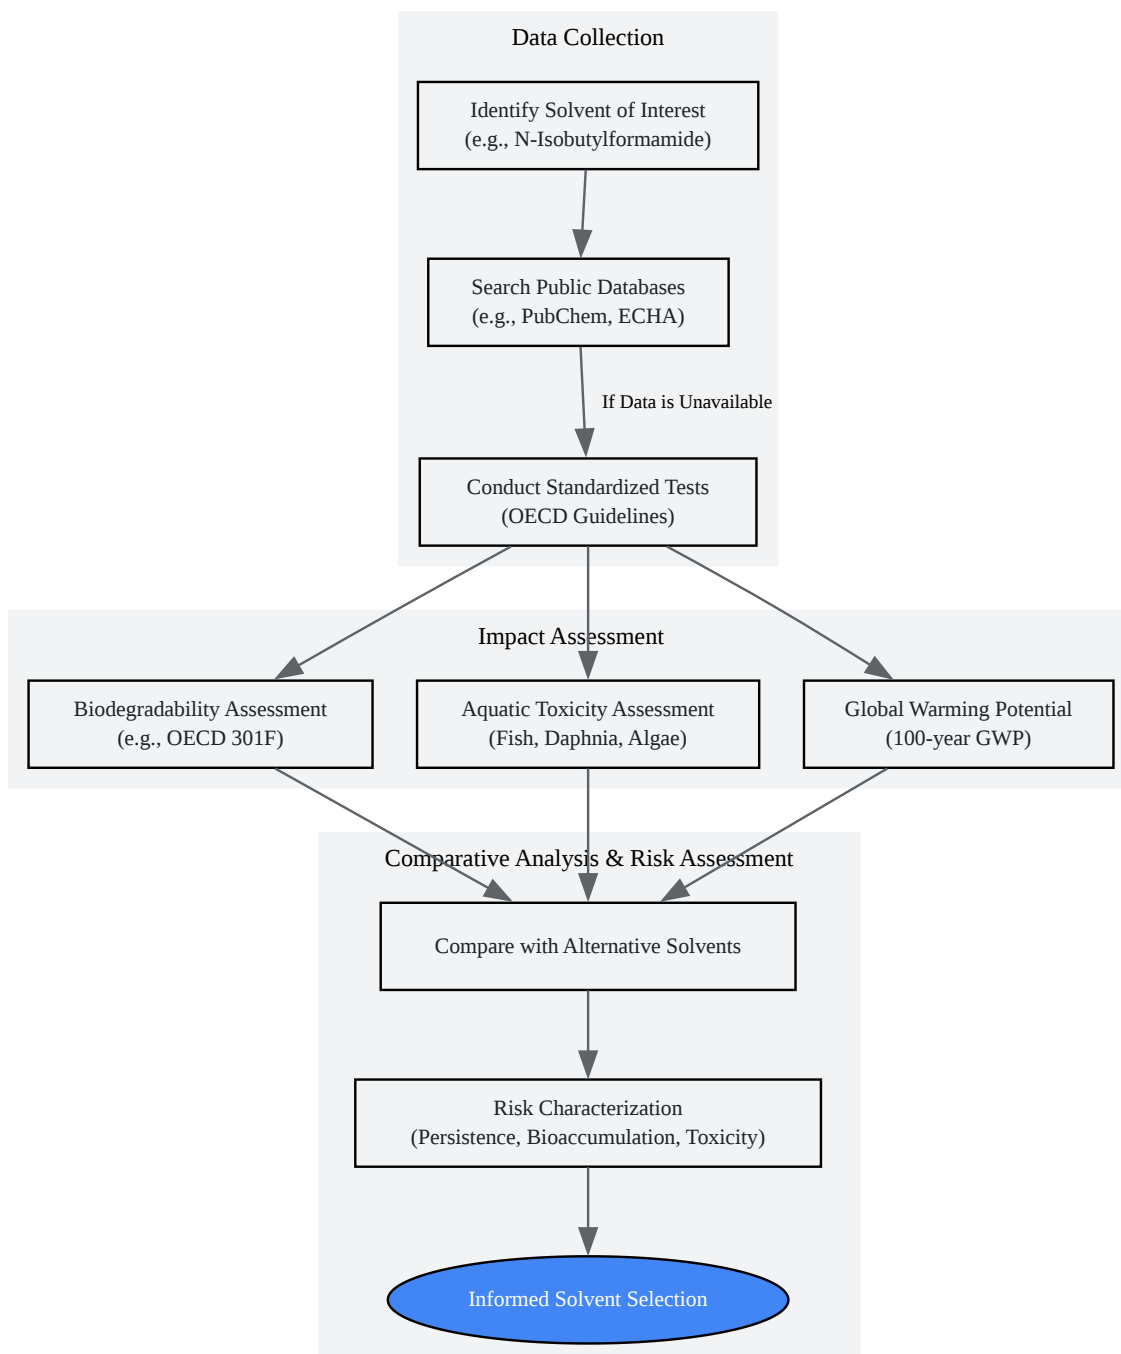 Data Collection
Identify Solvent of Interest
(e.g., N-Isobutylformamide)
Search Public Databases
(e.g., PubChem, ECHA)
If Data is Unavailable
Conduct Standardized Tests
(OECD Guidelines)
Impact Assessment
Biodegradability Assessment
(e.g., OECD 301F)
Aquatic Toxicity Assessment
(Fish, Daphnia, Algae)
Global Warming Potential
(100-year GWP)
Comparative Analysis & Risk Assessment
Compare with Alternative Solvents
Risk Characterization
(Persistence, Bioaccumulation, Toxicity)
Informed Solvent Selection